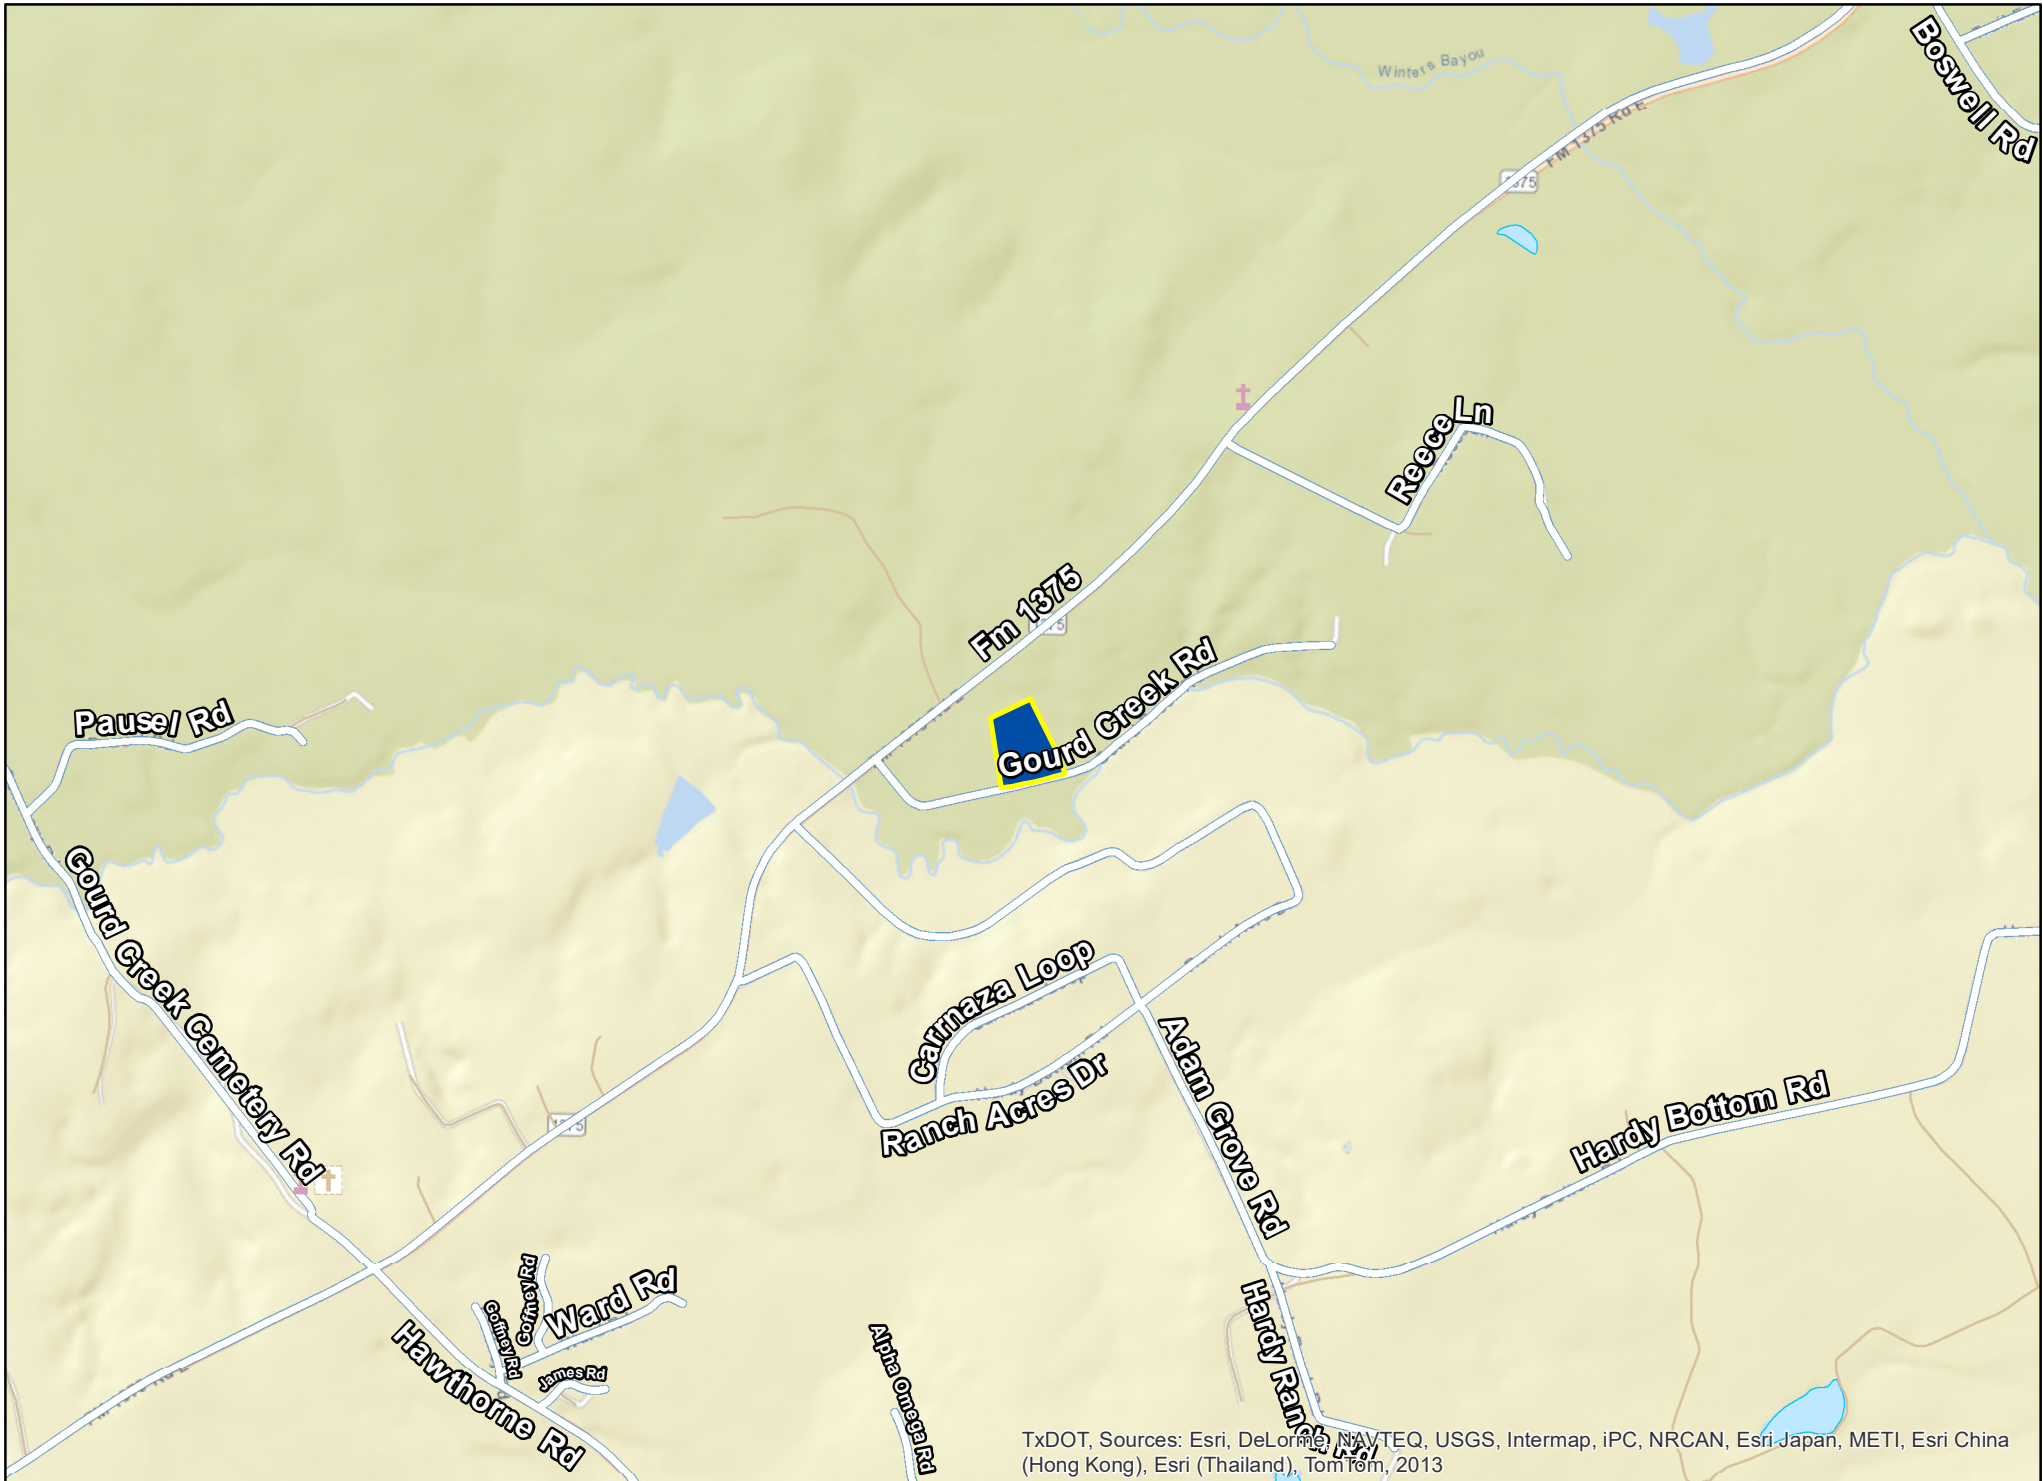 Boswell Rd
Winters Bayou
FM 1375 Rd E
1375
Reece Ln
Fm 1375
1375
Gourd Creek Rd
Pausel Rd
Gourd Creek Cemetery Rd
Carrnaza Loop
Ranch Acres Dr
Adam Grove Rd
Hardy Bottom Rd
1375
Goffney Rd
Goffney Rd
Ward Rd
James Rd
Hawthorne Rd
Alpha Omega Rd
Hardy Ranch Rd
TxDOT, Sources: Esri, DeLorme, NAVTEQ, USGS, Intermap, iPC, NRCAN, Esri Japan, METI, Esri China
(Hong Kong), Esri (Thailand), TomTom, 2013